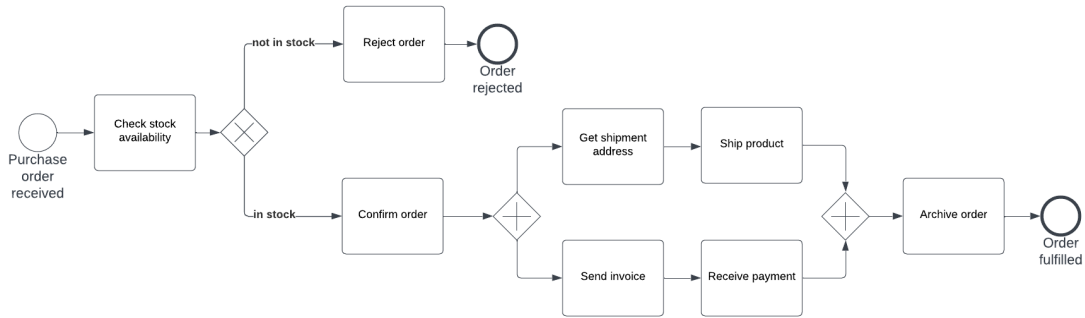 Purchase
order
received
Check stock
availability
not in stock
Reject order
Order
rejected
in stock
Confirm order
Get shipment
address
Ship product
Send invoice
Receive payment
Archive order
Order
fulfilled